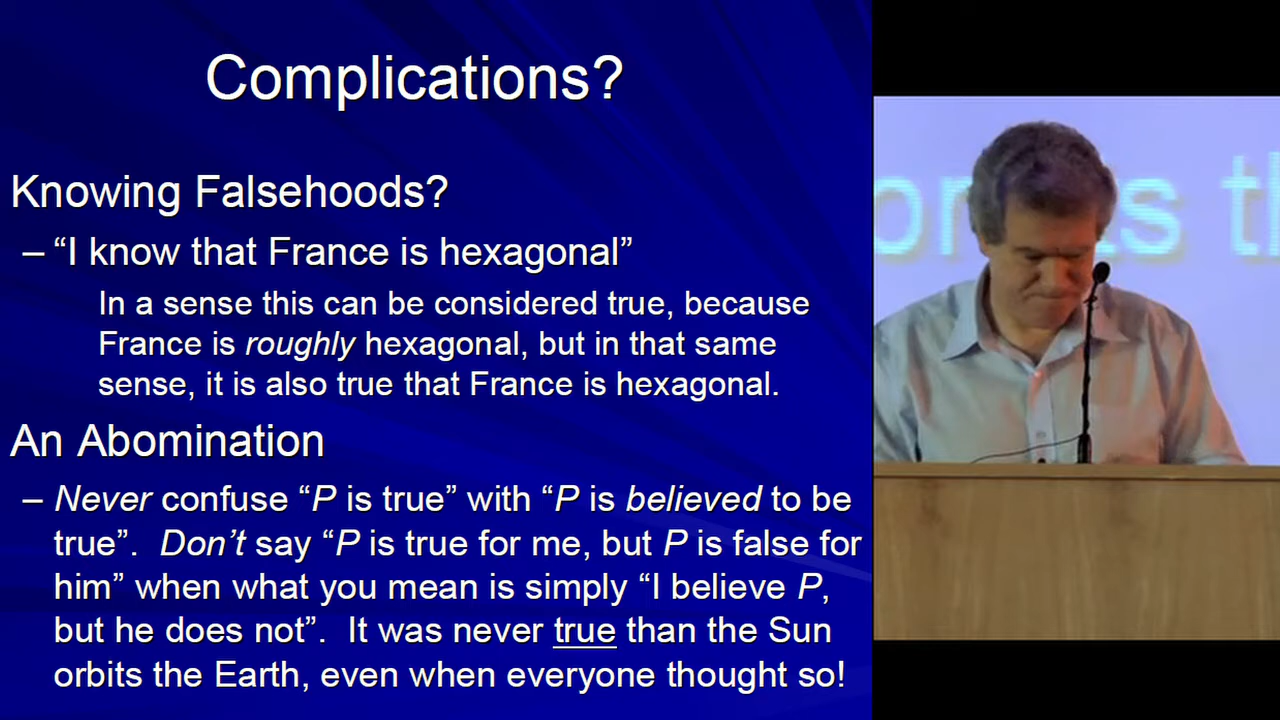 Complications?
Knowing Falsehoods?
– “I know that France is hexagonal”
In a sense this can be considered true, because
France is roughly hexagonal, but in that same
sense, it is also true that France is hexagonal.
An Abomination
– Never confuse “P is true” with “P is believed to be
true”. Don’t say “P is true for me, but P is false for
him” when what you mean is simply “I believe P,
but he does not”. It was never true than the Sun
orbits the Earth, even when everyone thought so!